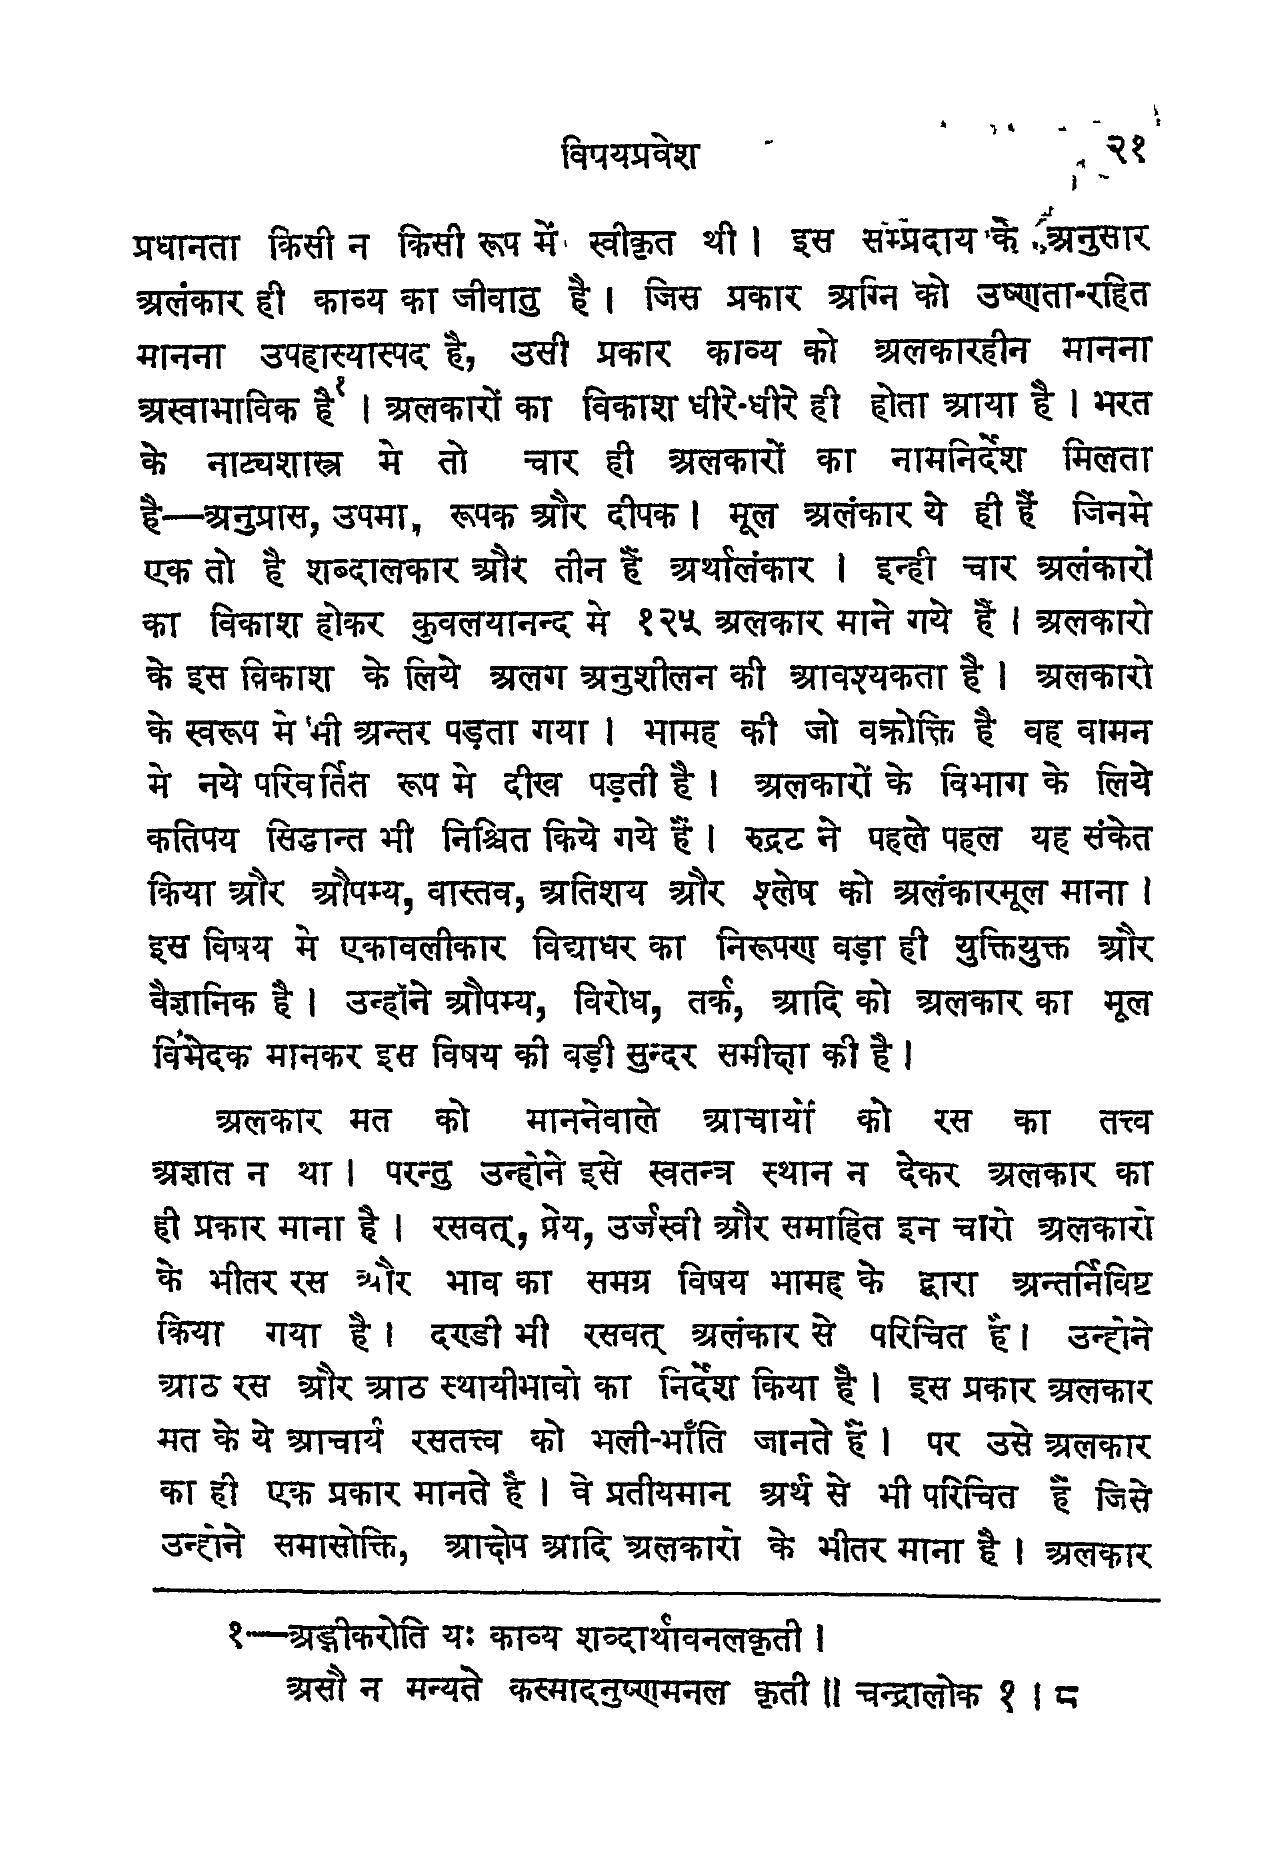 विषयप्रवेश २१
प्रधानता किसी न किसी रूप में स्वीकृत थी। इस सम्प्रदाय के अनुसार
अलंकार ही काव्य का जीवातु है। जिस प्रकार अग्नि को उष्णता-रहित
मानना उपहास्यास्पद है, उसी प्रकार काव्य को अलकारहीन मानना
अस्वाभाविक है१। अलकारों का विकाश धीरे-धीरे ही होता आया है। भरत
के नाट्यशास्त्र मे तो चार ही अलकारों का नामनिर्देश मिलता
है—अनुप्रास, उपमा, रूपक और दीपक। मूल अलंकार ये ही हैं जिनमे
एक तो है शब्दालकार और तीन हैं अर्थालंकार। इन्ही चार अलंकारों
का विकाश होकर कुवलयानन्द मे १२५ अलकार माने गये हैं। अलकारो
के इस विकाश के लिये अलग अनुशीलन की आवश्यकता है। अलकारो
के स्वरूप मे भी अन्तर पड़ता गया। भामह की जो वक्रोक्ति है वह वामन
मे नये परिवर्तित रूप मे दीख पड़ती है। अलकारों के विभाग के लिये
कतिपय सिद्धान्त भी निश्चित किये गये हैं। रुद्रट ने पहले पहल यह संकेत
किया और औपम्य, वास्तव, अतिशय और श्लेष को अलंकारमूल माना।
इस विषय मे एकावलीकार विद्याधर का निरूपण वड़ा ही युक्तियुक्त और
वैज्ञानिक है। उन्होंने औपम्य, विरोध, तर्क, आदि को अलकार का मूल
विभेदक मानकर इस विषय की वड़ी सुन्दर समीक्षा की है।
अलकार मत को माननेवाले आचार्यों को रस का तत्त्व
अज्ञात न था। परन्तु उन्होने इसे स्वतन्त्र स्थान न देकर अलकार का
ही प्रकार माना है। रसवत्, प्रेय, उर्जस्वी और समाहित इन चारो अलकारो
के भीतर रस और भाव का समग्र विषय भामह के द्वारा अन्तर्निविष्ट
किया गया है। दण्डी भी रसवत् अलंकार से परिचित हैं। उन्होने
आठ रस और आठ स्थायीभावो का निर्देश किया है। इस प्रकार अलकार
मत के ये आचार्य रसतत्त्व को भली-भाँति जानते हैं। पर उसे अलकार
का ही एक प्रकार मानते है। वे प्रतीयमान अर्थ से भी परिचित हैं जिसे
उन्होने समासोक्ति, आक्षेप आदि अलकारो के भीतर माना है। अलकार
१—अङ्गीकरोति यः काव्य शब्दार्थावनलकृती।
असौ न मन्यते कस्मादनुष्णमनल कृती॥ चन्द्रालोक १।८